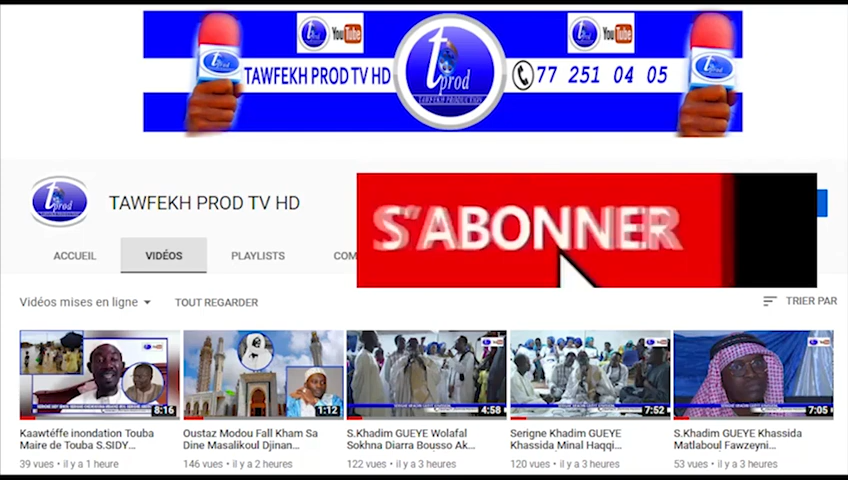 YouTube
YouTube
TAWFEKH PROD TV HD
t prod
TAWFEKH PRODUCTION
77 251 04 05
TAWFEKH PROD TV HD
S'ABONNER
ACCUEIL VIDÉOS PLAYLISTS COM
Vidéos mises en ligne TOUT REGARDER TRIER PAR
8:16 1:12 4:58 7:52 7:05
Kaawtéffe inondation Touba
Maire de Touba S.SIDY...
39 vues • il y a 1 heure
Oustaz Modou Fall Kham Sa
Dine Masalikoul Djinan...
146 vues • il y a 2 heures
S.Khadim GUEYE Wolafal
Sokhna Diarra Bousso Ak...
122 vues • il y a 3 heures
Serigne Khadim GUEYE
Khassida Minal Haqqi...
120 vues • il y a 3 heures
S.Khadim GUEYE Khassida
Matlaboul Fawzeyni...
53 vues • il y a 3 heures